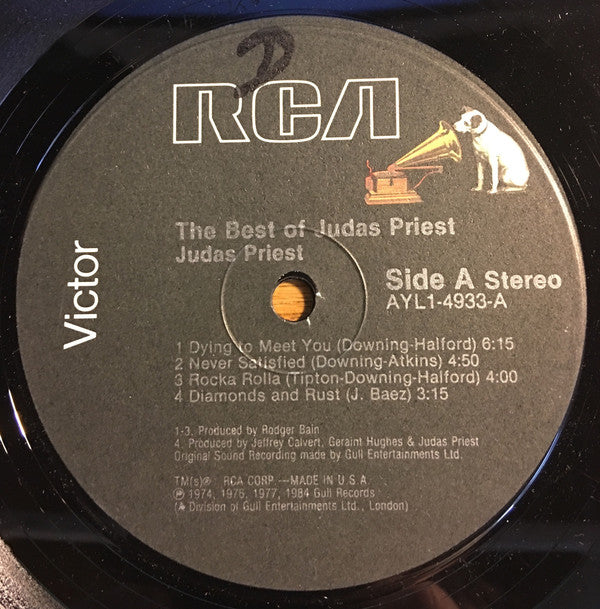 D
RCA
Victor
The Best of Judas Priest
Judas Priest
Side A Stereo
AYL1-4933-A
1 Dying to Meet You (Downing-Halford) 6:15
2 Never Satisfied (Downing-Atkins) 4:50
3 Rocka Rolla (Tipton-Downing-Halford) 4:00
4 Diamonds and Rust (J. Baez) 3:15
1-3. Produced by Rodger Bain
4. Produced by Jeffrey Calvert, Geraint Hughes & Judas Priest
Original Sound Recording made by Gull Entertainments Ltd.
TM(s)® RCA CORP.—MADE IN U.S.A.
℗ 1974, 1975, 1977, 1984 Gull Records
(A Division of Gull Entertainments Ltd., London)